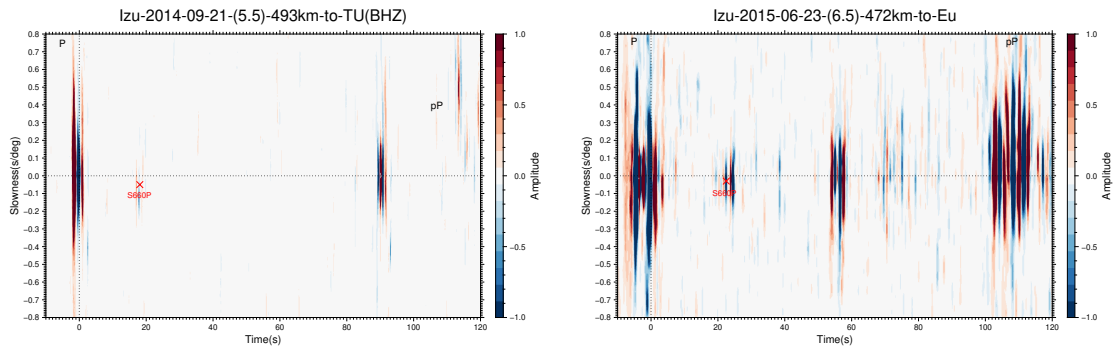 Izu-2014-09-21-(5.5)-493km-to-TU(BHZ)
0.8
0.7
0.6
0.5
0.4
0.3
0.2
0.1
0.0
−0.1
−0.2
−0.3
−0.4
−0.5
−0.6
−0.7
−0.8
Slowness(s/deg)
P
pP
S660P
0 20 40 60 80 100 120
Time(s)
1.0
0.5
0.0
−0.5
−1.0
Amplitude
Izu-2015-06-23-(6.5)-472km-to-Eu
0.8
0.7
0.6
0.5
0.4
0.3
0.2
0.1
0.0
−0.1
−0.2
−0.3
−0.4
−0.5
−0.6
−0.7
−0.8
Slowness(s/deg)
P
pP
S660P
0 20 40 60 80 100 120
Time(s)
1.0
0.5
0.0
−0.5
−1.0
Amplitude